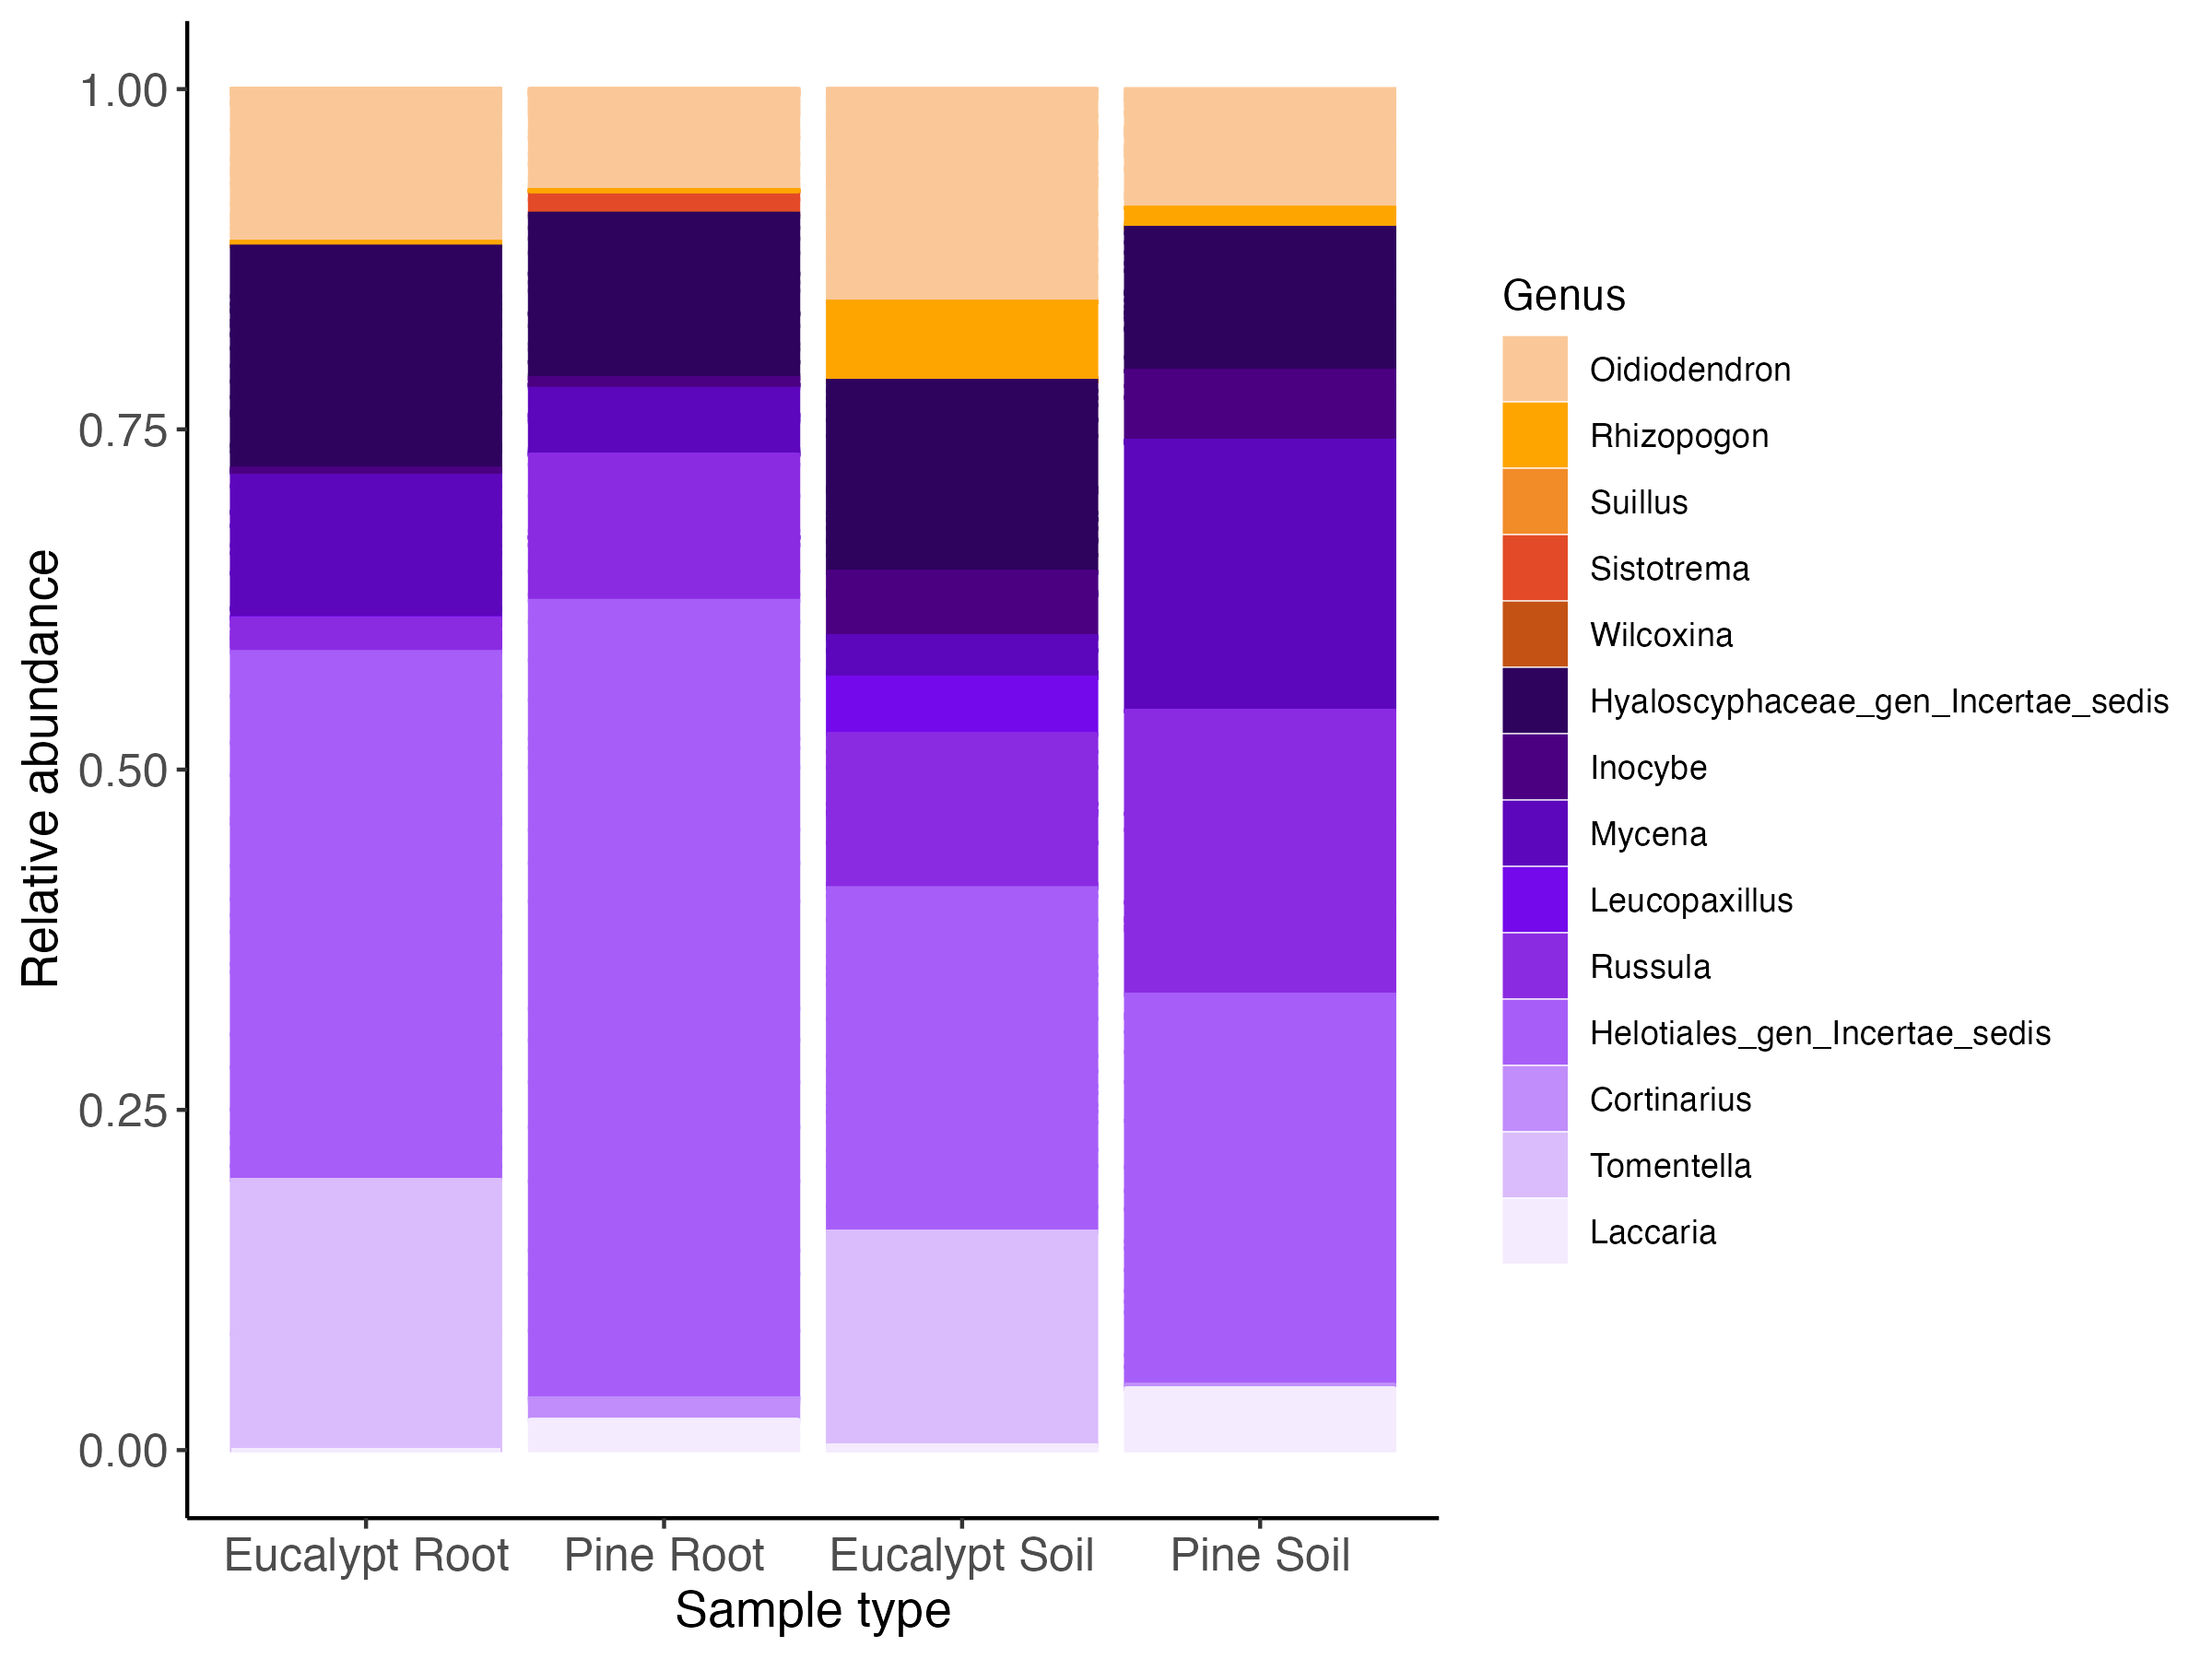 1.00
0.75
0.50
0.25
0.00
Relative abundance
Eucalypt Root
Pine Root
Eucalypt Soil
Pine Soil
Sample type
Genus
Oidiodendron
Rhizopogon
Suillus
Sistotrema
Wilcoxina
Hyaloscyphaceae_gen_Incertae_sedis
Inocybe
Mycena
Leucopaxillus
Russula
Helotiales_gen_Incertae_sedis
Cortinarius
Tomentella
Laccaria